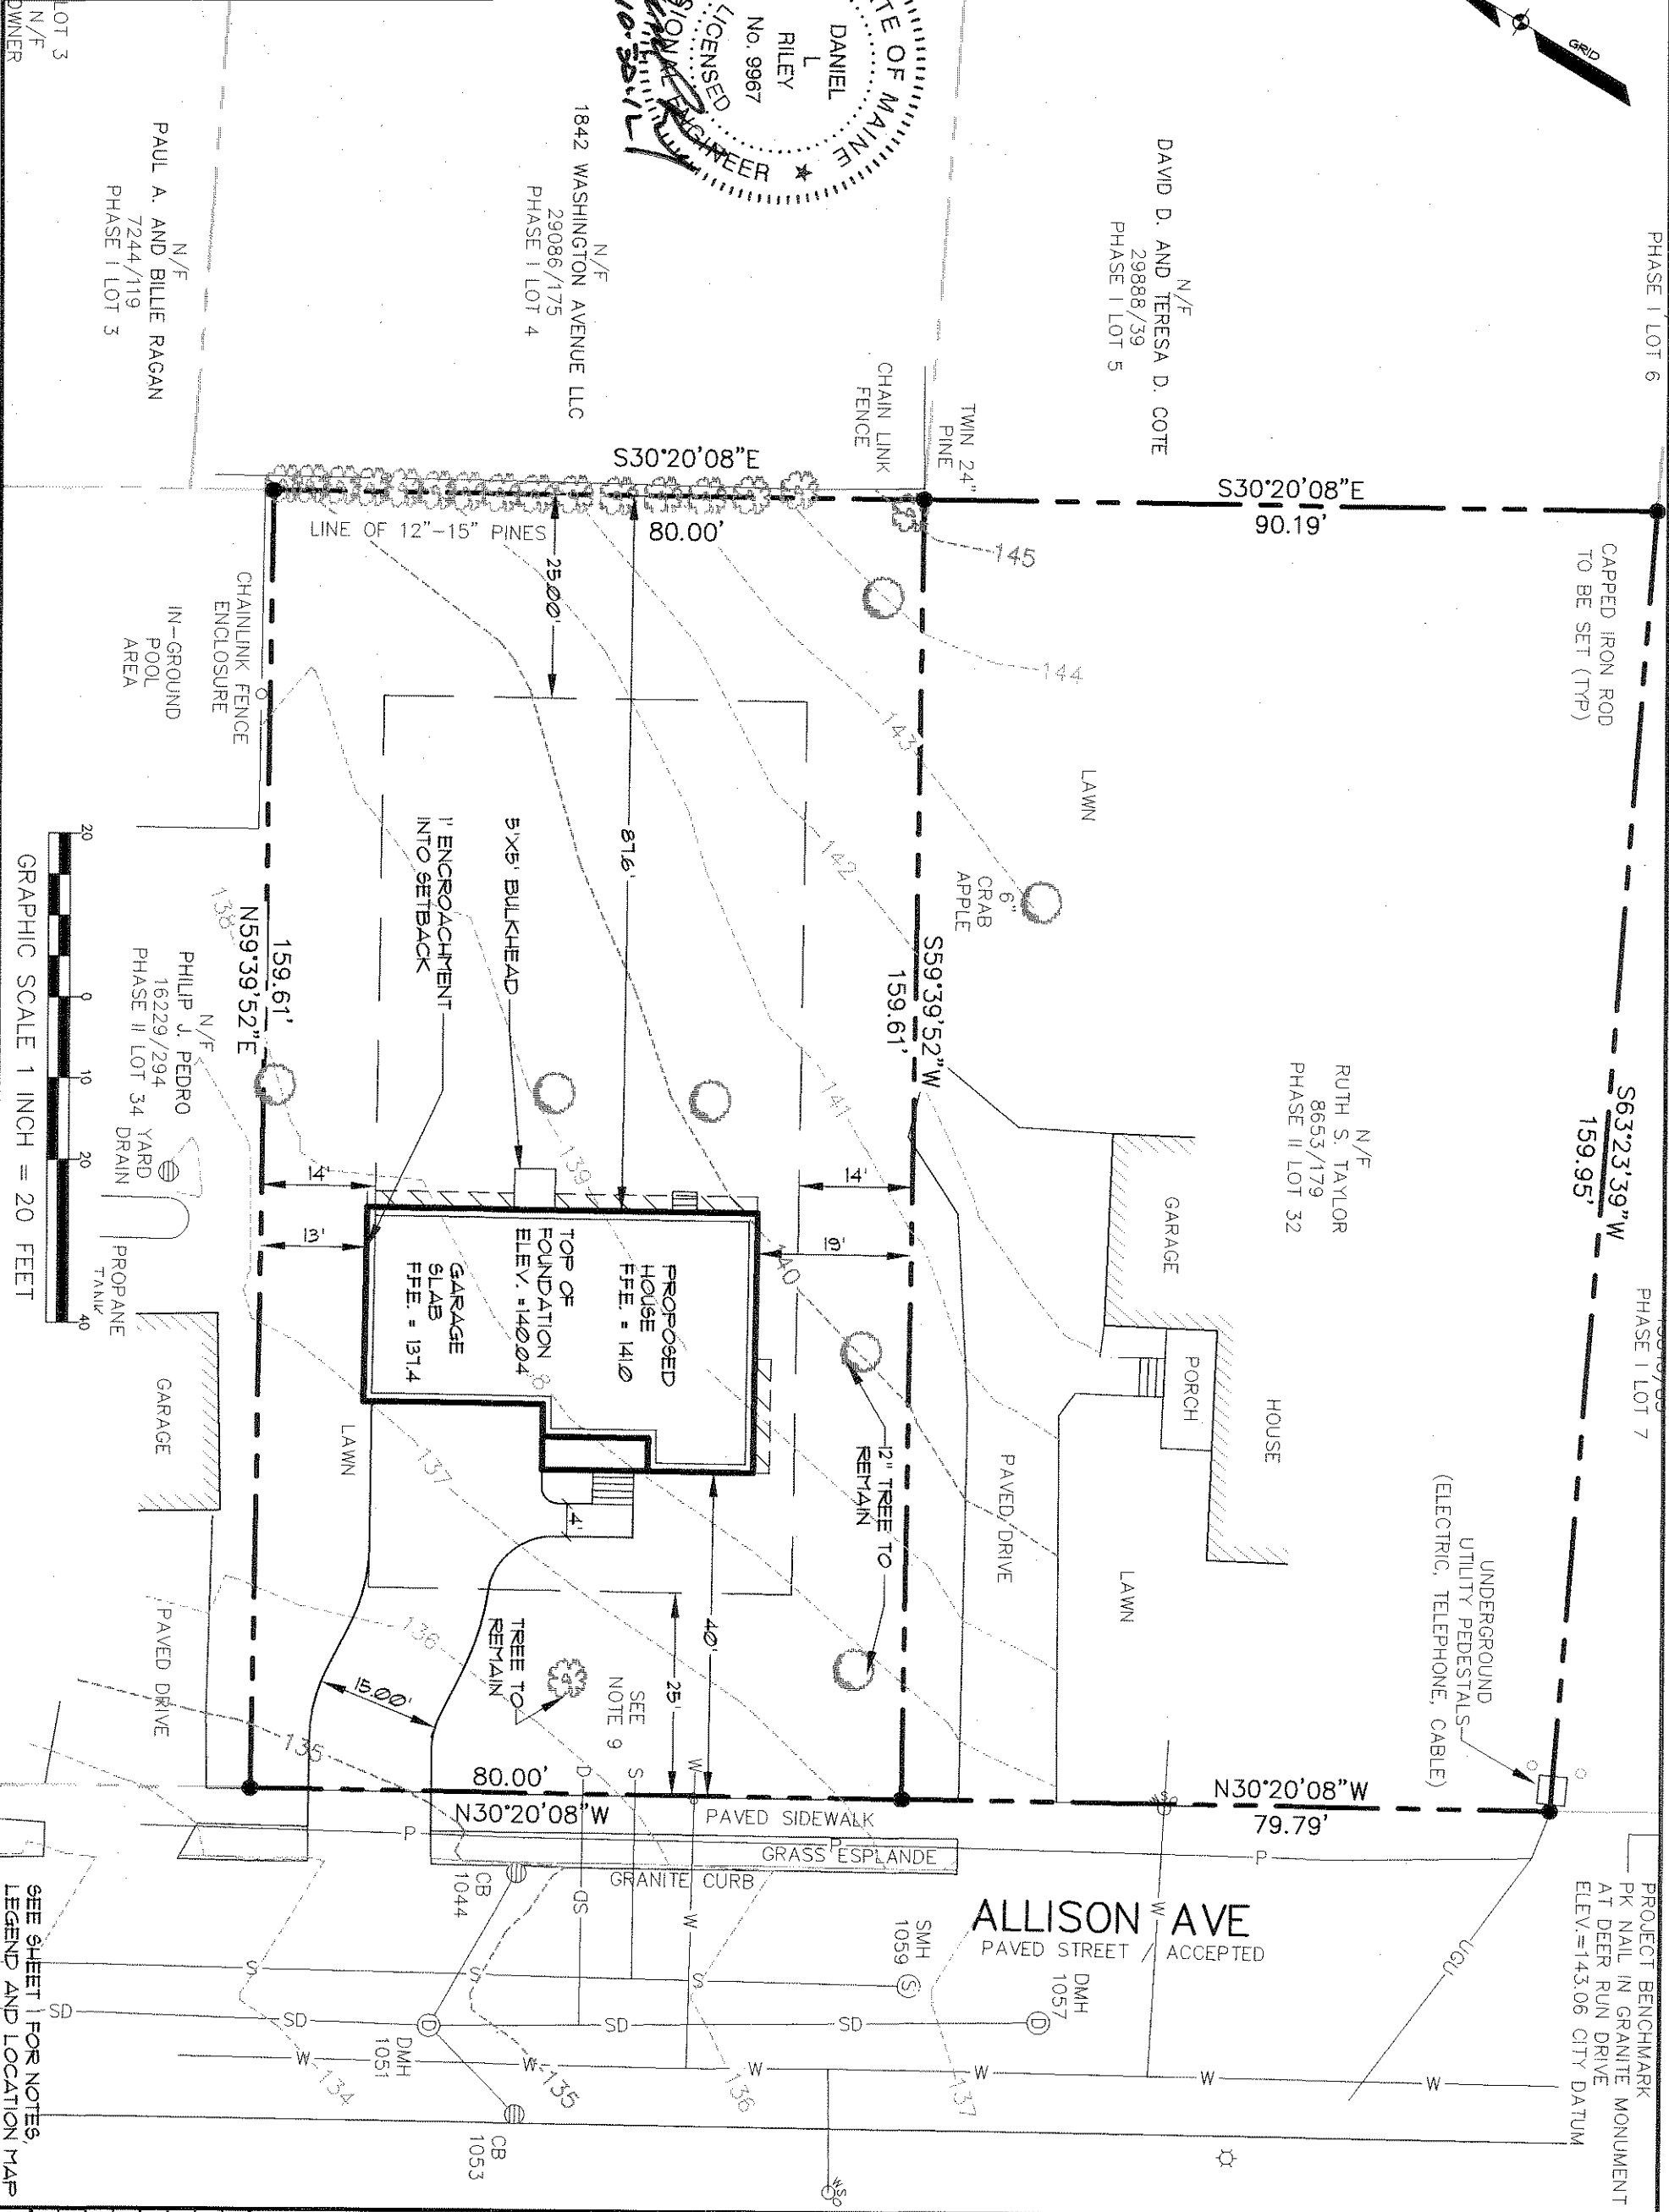 GRID
PHASE I LOT 6
STATE OF MAINE
DANIEL
L
RILEY
No. 9967
LICENSED
ENGINEER
N/F
DAVID D. AND TERESA D. COTE
29888/39
PHASE I LOT 5
N/F
1842 WASHINGTON AVENUE LLC
29086/175
PHASE I LOT 4
N/F
PAUL A. AND BILLIE RAGAN
7244/119
PHASE I LOT 3
LOT 3
N/F
OWNER
TWIN 24"
PINE
CHAIN LINK
FENCE
S30°20'08"E
80.00'
S30°20'08"E
90.19'
CAPPED IRON ROD
TO BE SET (TYP)
LINE OF 12"-15" PINES
25.00'
CHAINLINK FENCE
ENCLOSURE
IN-GROUND
POOL
AREA
145
144
143
142
141
140
139
138
137
136
135
LAWN
6"
CRAB
APPLE
87.6'
5'X5' BULKHEAD
1' ENCROACHMENT
INTO SETBACK
S59°39'52"W
159.61'
159.61'
N59°39'52"E
S63°23'39"W
159.95'
PHASE I LOT 7
N/F
RUTH S. TAYLOR
8653/179
PHASE II LOT 32
N/F
PHILIP J. PEDRO
16229/294
PHASE II LOT 34
YARD
DRAIN
PROPANE
TANK
GARAGE
PORCH
HOUSE
PAVED DRIVE
LAWN
14'
14'
13'
PROPOSED
HOUSE
F.F.E. = 141.0
TOP OF
FOUNDATION
ELEV. =140.04
GARAGE
SLAB
F.F.E. = 137.4
12" TREE TO
REMAIN
LAWN
GARAGE
PAVED DRIVE
4'
40'
25'
15.00'
TREE TO
REMAIN
SEE
NOTE 9
UNDERGROUND
UTILITY PEDESTALS
(ELECTRIC, TELEPHONE, CABLE)
80.00'
N30°20'08"W
N30°20'08"W
79.79'
D
S
W
PAVED SIDEWALK
P
P
P
GRASS ESPLANDE
GRANITE CURB
CB
1044
SD
W
W
ALLISON AVE
PAVED STREET / ACCEPTED
SMH
1059
S
DMH
1057
D
S
S
S
SD
SD
SD
SD
D
DMH
1051
W
W
W
W
W
W
134
135
136
137
CB
1053
WSO
PROJECT BENCHMARK
PK NAIL IN GRANITE MONUMENT
AT DEER RUN DRIVE
ELEV.=143.06 CITY DATUM
20
0
10
20
40
GRAPHIC SCALE 1 INCH = 20 FEET
SEE SHEET 1 FOR NOTES,
LEGEND AND LOCATION MAP